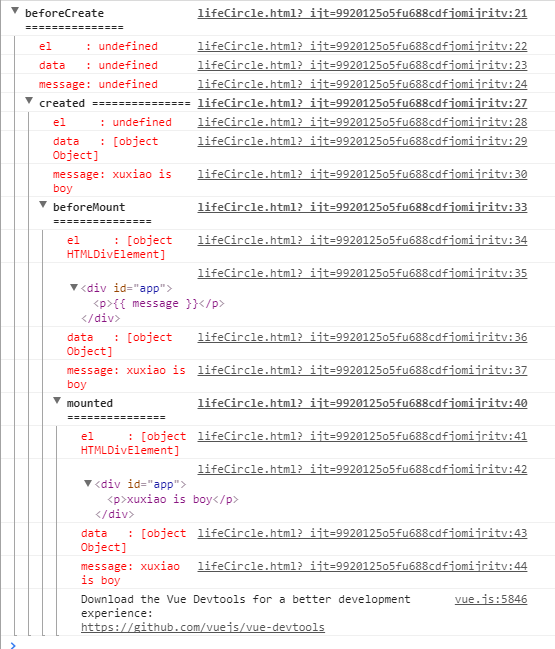 beforeCreate lifeCircle.html?_ijt=9920125o5fu688cdfjomijritv:21
===============
el : undefined lifeCircle.html?_ijt=9920125o5fu688cdfjomijritv:22
data : undefined lifeCircle.html?_ijt=9920125o5fu688cdfjomijritv:23
message: undefined lifeCircle.html?_ijt=9920125o5fu688cdfjomijritv:24
created =============== lifeCircle.html?_ijt=9920125o5fu688cdfjomijritv:27
el : undefined lifeCircle.html?_ijt=9920125o5fu688cdfjomijritv:28
data : [object lifeCircle.html?_ijt=9920125o5fu688cdfjomijritv:29
Object]
message: xuxiao is lifeCircle.html?_ijt=9920125o5fu688cdfjomijritv:30
boy
beforeMount lifeCircle.html?_ijt=9920125o5fu688cdfjomijritv:33
===============
el : [object lifeCircle.html?_ijt=9920125o5fu688cdfjomijritv:34
HTMLDivElement]
lifeCircle.html?_ijt=9920125o5fu688cdfjomijritv:35
<div id="app">
<p>{{ message }}</p>
</div>
data : [object lifeCircle.html?_ijt=9920125o5fu688cdfjomijritv:36
Object]
message: xuxiao is lifeCircle.html?_ijt=9920125o5fu688cdfjomijritv:37
boy
mounted lifeCircle.html?_ijt=9920125o5fu688cdfjomijritv:40
===============
el : [object lifeCircle.html?_ijt=9920125o5fu688cdfjomijritv:41
HTMLDivElement]
lifeCircle.html?_ijt=9920125o5fu688cdfjomijritv:42
<div id="app">
<p>xuxiao is boy</p>
</div>
data : [object lifeCircle.html?_ijt=9920125o5fu688cdfjomijritv:43
Object]
message: xuxiao lifeCircle.html?_ijt=9920125o5fu688cdfjomijritv:44
is boy
Download the Vue Devtools for a better development vue.js:5846
experience:
https://github.com/vuejs/vue-devtools